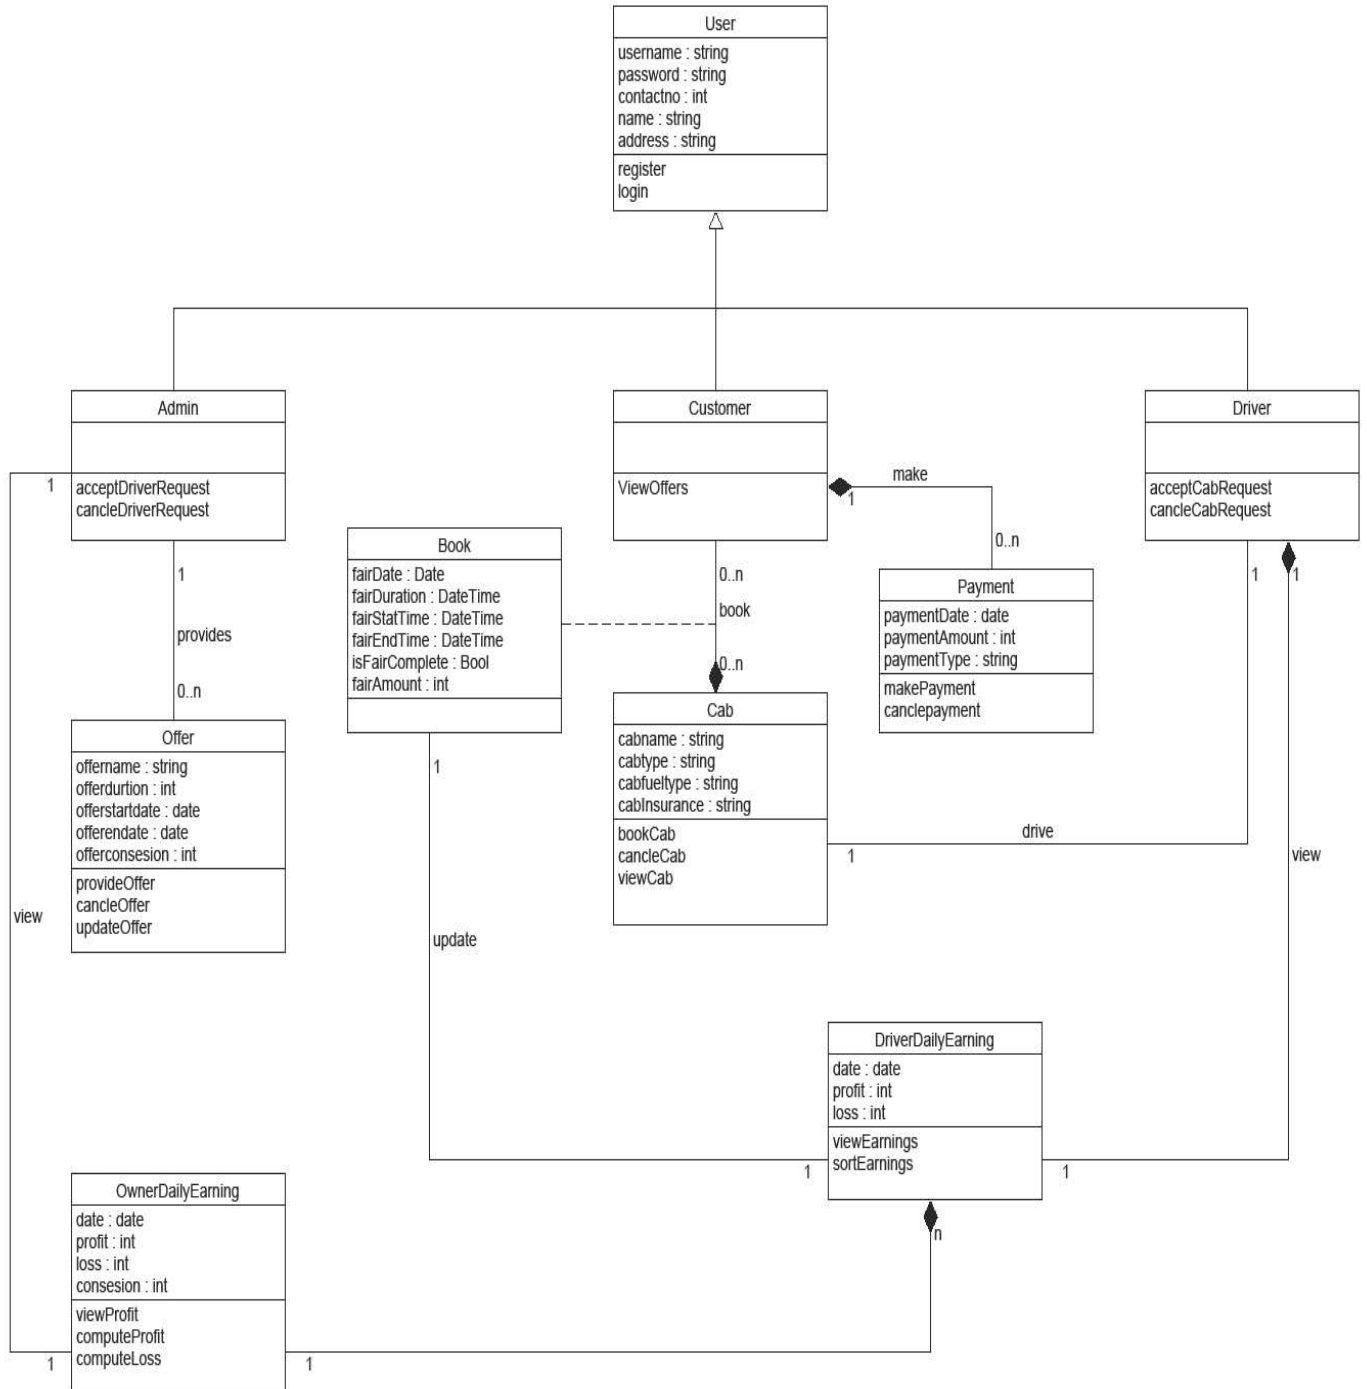 User
username : string
password : string
contactno : int
name : string
address : string
register
login
Admin
acceptDriverRequest
cancleDriverRequest
Customer
ViewOffers
Driver
acceptCabRequest
cancleCabRequest
1
make
1
0..n
1
1
1
0..n
book
0..n
Book
fairDate : Date
fairDuration : DateTime
fairStatTime : DateTime
fairEndTime : DateTime
isFairComplete : Bool
fairAmount : int
Payment
paymentDate : date
paymentAmount : int
paymentType : string
makePayment
canclepayment
provides
0..n
Offer
offername : string
offerdurtion : int
offerstartdate : date
offerendate : date
offerconsesion : int
provideOffer
cancleOffer
updateOffer
Cab
cabname : string
cabtype : string
cabfueltype : string
cabInsurance : string
bookCab
cancleCab
viewCab
1
drive
1
view
view
update
DriverDailyEarning
date : date
profit : int
loss : int
viewEarnings
sortEarnings
1
1
n
OwnerDailyEarning
date : date
profit : int
loss : int
consesion : int
viewProfit
computeProfit
computeLoss
1
1